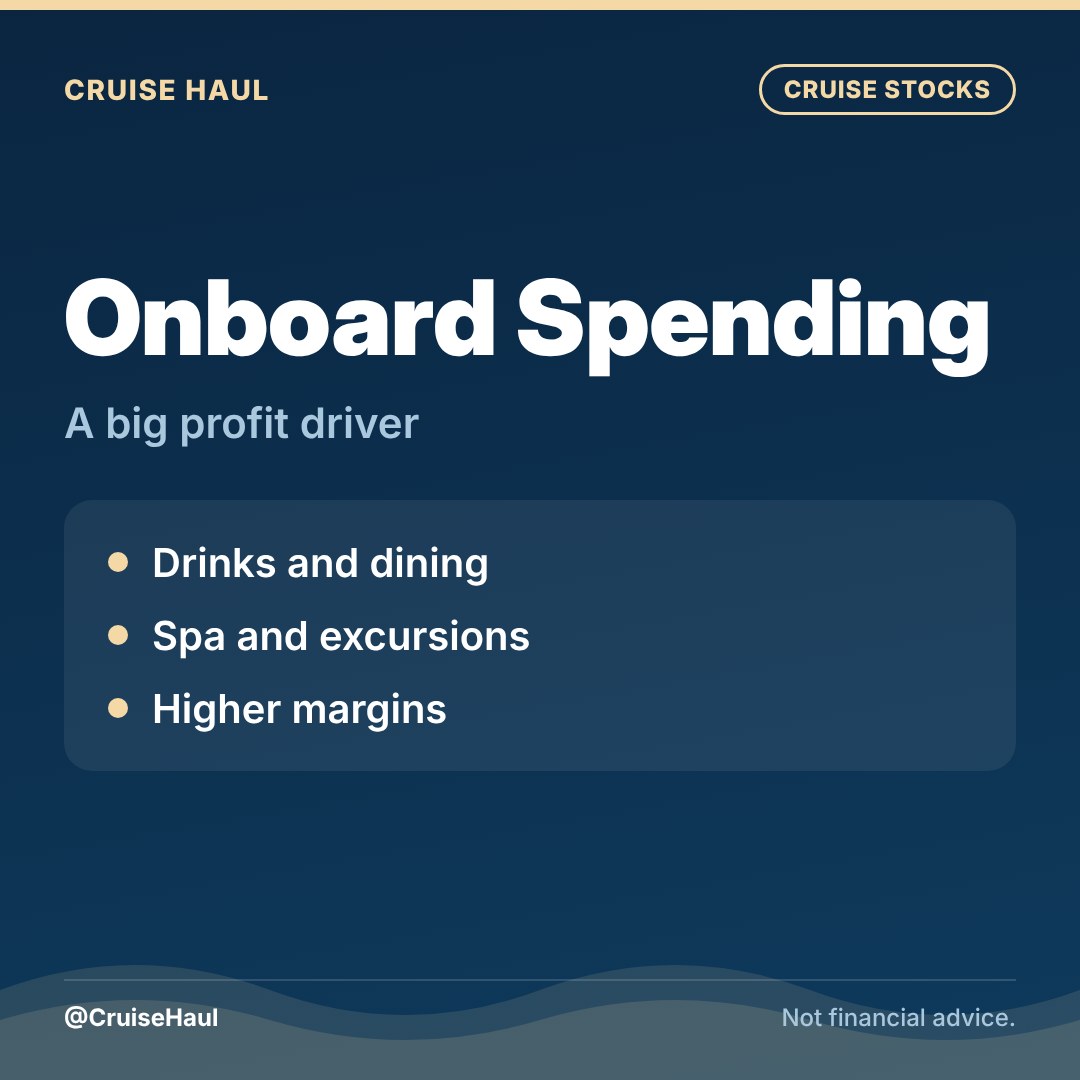 CRUISE HAUL
CRUISE STOCKS
Onboard Spending
A big profit driver
Drinks and dining
Spa and excursions
Higher margins
@CruiseHaul
Not financial advice.